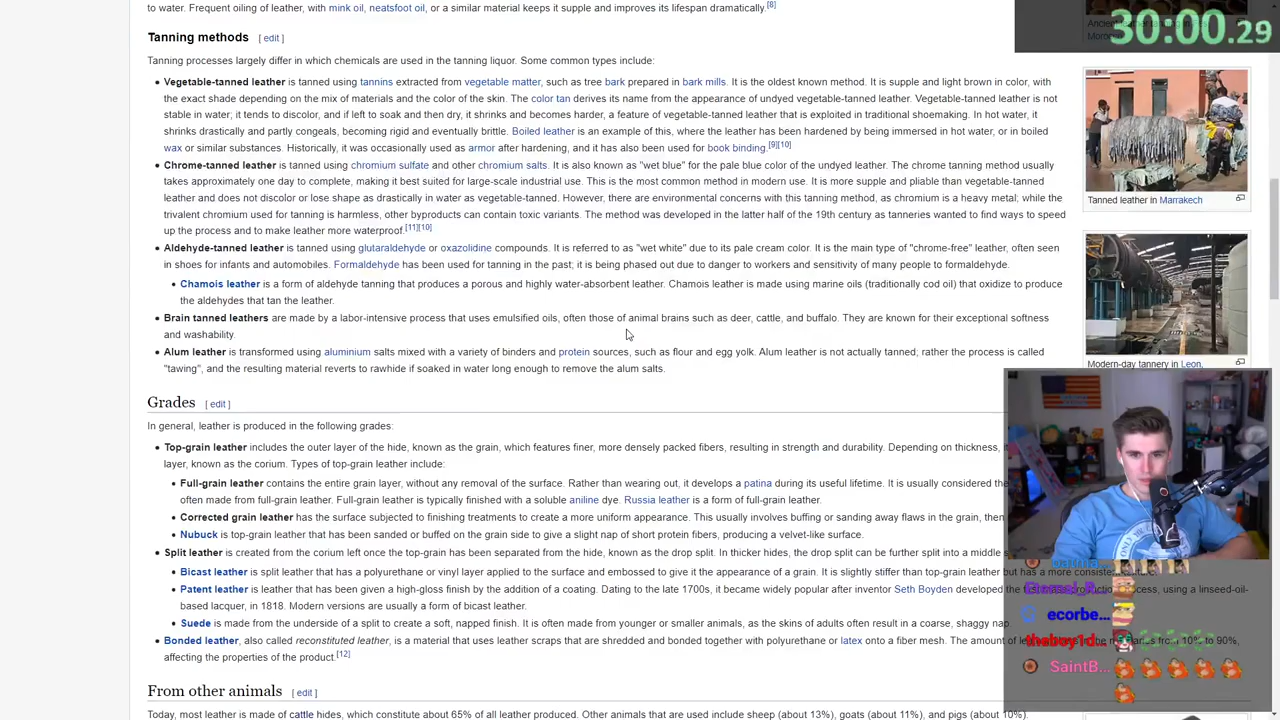 to water. Frequent oiling of leather, with mink oil, neatsfoot oil, or a similar material keeps it supple and improves its lifespan dramatically.[8]
30:00.29
Tanning methods [ edit ]
Tanning processes largely differ in which chemicals are used in the tanning liquor. Some common types include:
• Vegetable-tanned leather is tanned using tannins extracted from vegetable matter, such as tree bark prepared in bark mills. It is the oldest known method. It is supple and light brown in color, with
the exact shade depending on the mix of materials and the color of the skin. The color tan derives its name from the appearance of undyed vegetable-tanned leather. Vegetable-tanned leather is not
stable in water; it tends to discolor, and if left to soak and then dry, it shrinks and becomes harder, a feature of vegetable-tanned leather that is exploited in traditional shoemaking. In hot water, it
shrinks drastically and partly congeals, becoming rigid and eventually brittle. Boiled leather is an example of this, where the leather has been hardened by being immersed in hot water, or in boiled
wax or similar substances. Historically, it was occasionally used as armor after hardening, and it has also been used for book binding.[9][10]
• Chrome-tanned leather is tanned using chromium sulfate and other chromium salts. It is also known as "wet blue" for the pale blue color of the undyed leather. The chrome tanning method usually
takes approximately one day to complete, making it best suited for large-scale industrial use. This is the most common method in modern use. It is more supple and pliable than vegetable-tanned
leather and does not discolor or lose shape as drastically in water as vegetable-tanned. However, there are environmental concerns with this tanning method, as chromium is a heavy metal; while the
trivalent chromium used for tanning is harmless, other byproducts can contain toxic variants. The method was developed in the latter half of the 19th century as tanneries wanted to find ways to speed
up the process and to make leather more waterproof.[11][10]
• Aldehyde-tanned leather is tanned using glutaraldehyde or oxazolidine compounds. It is referred to as "wet white" due to its pale cream color. It is the main type of "chrome-free" leather, often seen
in shoes for infants and automobiles. Formaldehyde has been used for tanning in the past; it is being phased out due to danger to workers and sensitivity of many people to formaldehyde.
• Chamois leather is a form of aldehyde tanning that produces a porous and highly water-absorbent leather. Chamois leather is made using marine oils (traditionally cod oil) that oxidize to produce
the aldehydes that tan the leather.
• Brain tanned leathers are made by a labor-intensive process that uses emulsified oils, often those of animal brains such as deer, cattle, and buffalo. They are known for their exceptional softness
and washability.
• Alum leather is transformed using aluminium salts mixed with a variety of binders and protein sources, such as flour and egg yolk. Alum leather is not actually tanned; rather the process is called
"tawing", and the resulting material reverts to rawhide if soaked in water long enough to remove the alum salts.
Tanned leather in Marrakech
Modern-day tannery in Leon,
Grades [ edit ]
In general, leather is produced in the following grades:
• Top-grain leather includes the outer layer of the hide, known as the grain, which features finer, more densely packed fibers, resulting in strength and durability. Depending on thickness, it
layer, known as the corium. Types of top-grain leather include:
• Full-grain leather contains the entire grain layer, without any removal of the surface. Rather than wearing out, it develops a patina during its useful lifetime. It is usually considered the
often made from full-grain leather. Full-grain leather is typically finished with a soluble aniline dye. Russia leather is a form of full-grain leather.
• Corrected grain leather has the surface subjected to finishing treatments to create a more uniform appearance. This usually involves buffing or sanding away flaws in the grain, then
• Nubuck is top-grain leather that has been sanded or buffed on the grain side to give a slight nap of short protein fibers, producing a velvet-like surface.
• Split leather is created from the corium left once the top-grain has been separated from the hide, known as the drop split. In thicker hides, the drop split can be further split into a middle s
• Bicast leather is split leather that has a polyurethane or vinyl layer applied to the surface and embossed to give it the appearance of a grain. It is slightly stiffer than top-grain leather but has a more consistent
• Patent leather is leather that has been given a high-gloss finish by the addition of a coating. Dating to the late 1700s, it became widely popular after inventor Seth Boyden developed the process, using a linseed-oil-
based lacquer, in 1818. Modern versions are usually a form of bicast leather.
• Suede is made from the underside of a split to create a soft, napped finish. It is often made from younger or smaller animals, as the skins of adults often result in a coarse, shaggy nap
• Bonded leather, also called reconstituted leather, is a material that uses leather scraps that are shredded and bonded together with polyurethane or latex onto a fiber mesh. The amount of from 10% to 90%,
affecting the properties of the product.[12]
ecorbe...
theboy1d...
SaintB...
From other animals [ edit ]
Today, most leather is made of cattle hides, which constitute about 65% of all leather produced. Other animals that are used include sheep (about 13%), goats (about 11%), and pigs (about 10%).